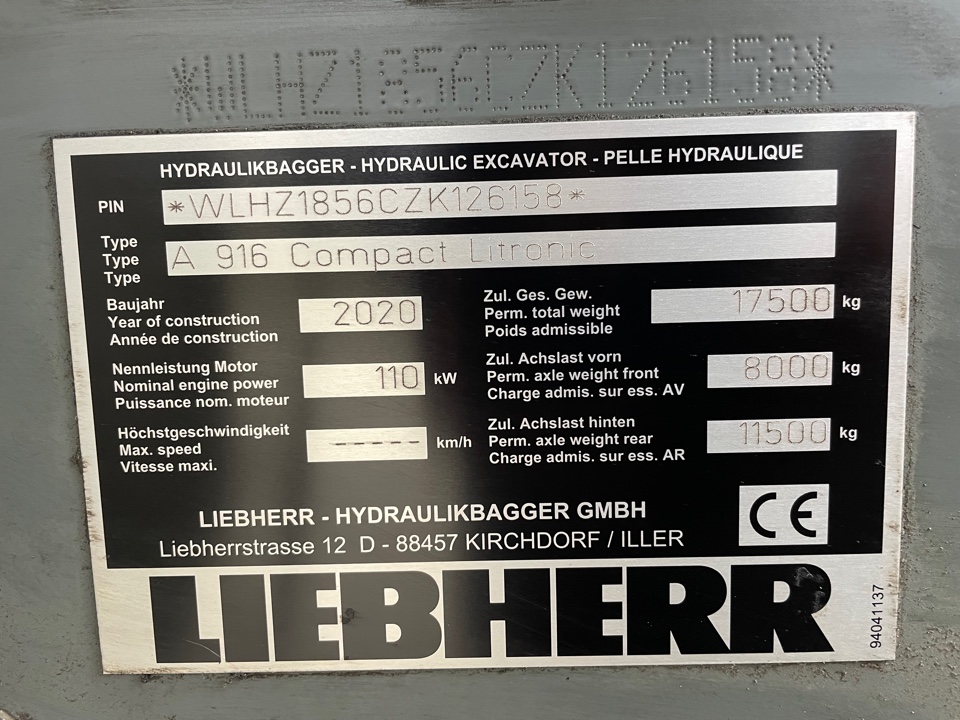 *WLHZ1856CZK126158*
HYDRAULIKBAGGER - HYDRAULIC EXCAVATOR - PELLE HYDRAULIQUE
PIN *WLHZ1856CZK126158*
Type
Type
Type
A 916 Compact Litronic
Baujahr
Year of construction
Année de construction
2020
Zul. Ges. Gew.
Perm. total weight
Poids admissible
17500 kg
Nennleistung Motor
Nominal engine power
Puissance nom. moteur
110 kW
Zul. Achslast vorn
Perm. axle weight front
Charge admis. sur ess. AV
8000 kg
Höchstgeschwindigkeit
Max. speed
Vitesse maxi.
----- km/h
Zul. Achslast hinten
Perm. axle weight rear
Charge admis. sur ess. AR
11500 kg
LIEBHERR - HYDRAULIKBAGGER GMBH
Liebherrstrasse 12 D - 88457 KIRCHDORF / ILLER
CE
LIEBHERR
94041137